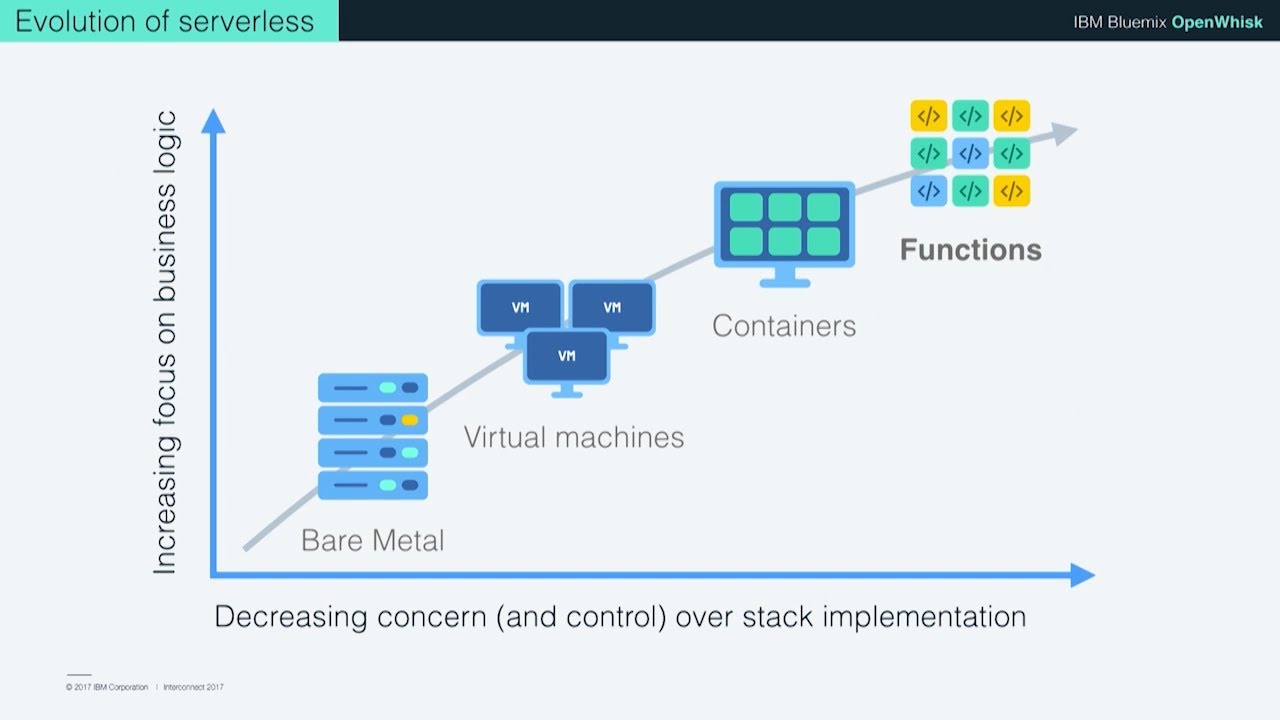 Evolution of serverless
IBM Bluemix OpenWhisk
Increasing focus on business logic
</> </> </>
</> </> </>
</> </> </>
Functions
Containers
VM VM
VM
Virtual machines
Bare Metal
Decreasing concern (and control) over stack implementation
© 2017 IBM Corporation | Interconnect 2017